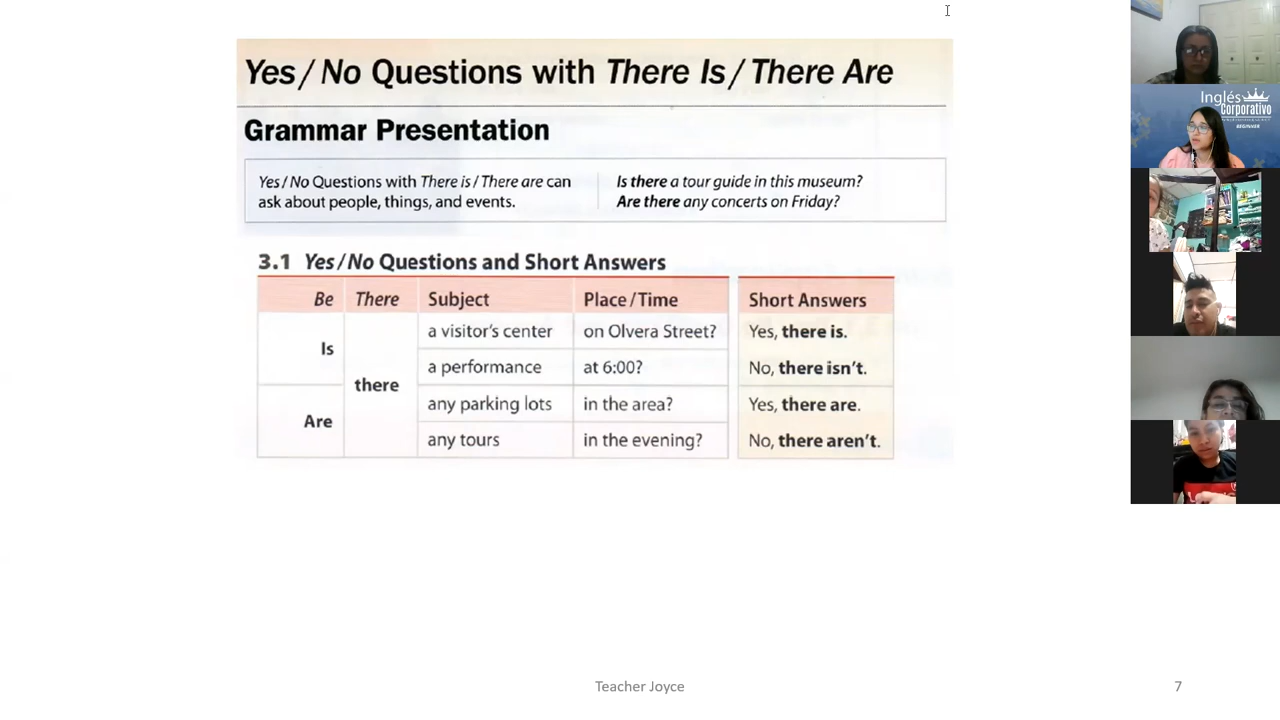 Yes/No Questions with There Is/There Are
Grammar Presentation
Yes/No Questions with There is/There are can
ask about people, things, and events.
Is there a tour guide in this museum?
Are there any concerts on Friday?
3.1 Yes/No Questions and Short Answers
Be There Subject Place/Time Short Answers
Is there a visitor's center on Olvera Street? Yes, there is.
a performance at 6:00? No, there isn't.
Are any parking lots in the area? Yes, there are.
any tours in the evening? No, there aren't.
Teacher Joyce
7
Inglés
Corporativo
BEGINNER